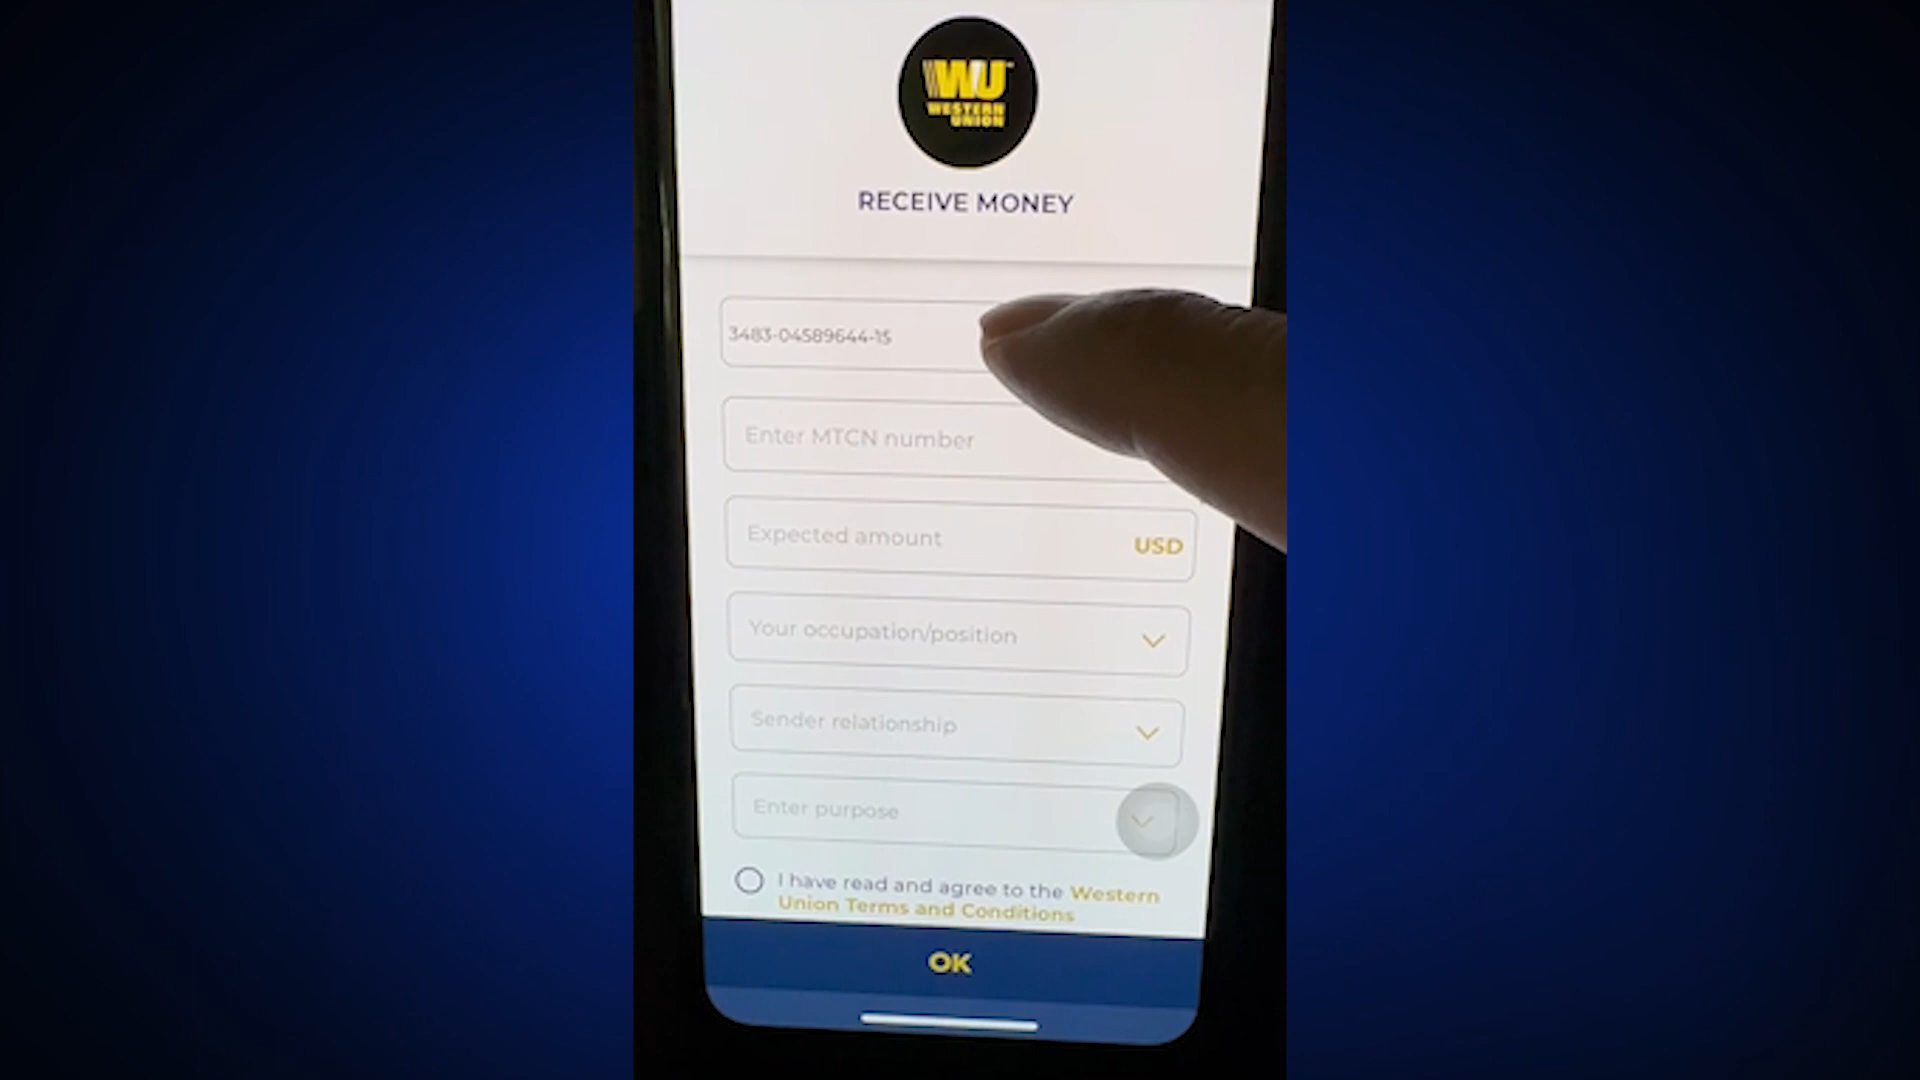 WU
WESTERN
UNION
RECEIVE MONEY
3483-04589644-15
Enter MTCN number
Expected amount
USD
Your occupation/position
Sender relationship
Enter purpose
I have read and agree to the Western
Union Terms and Conditions
OK